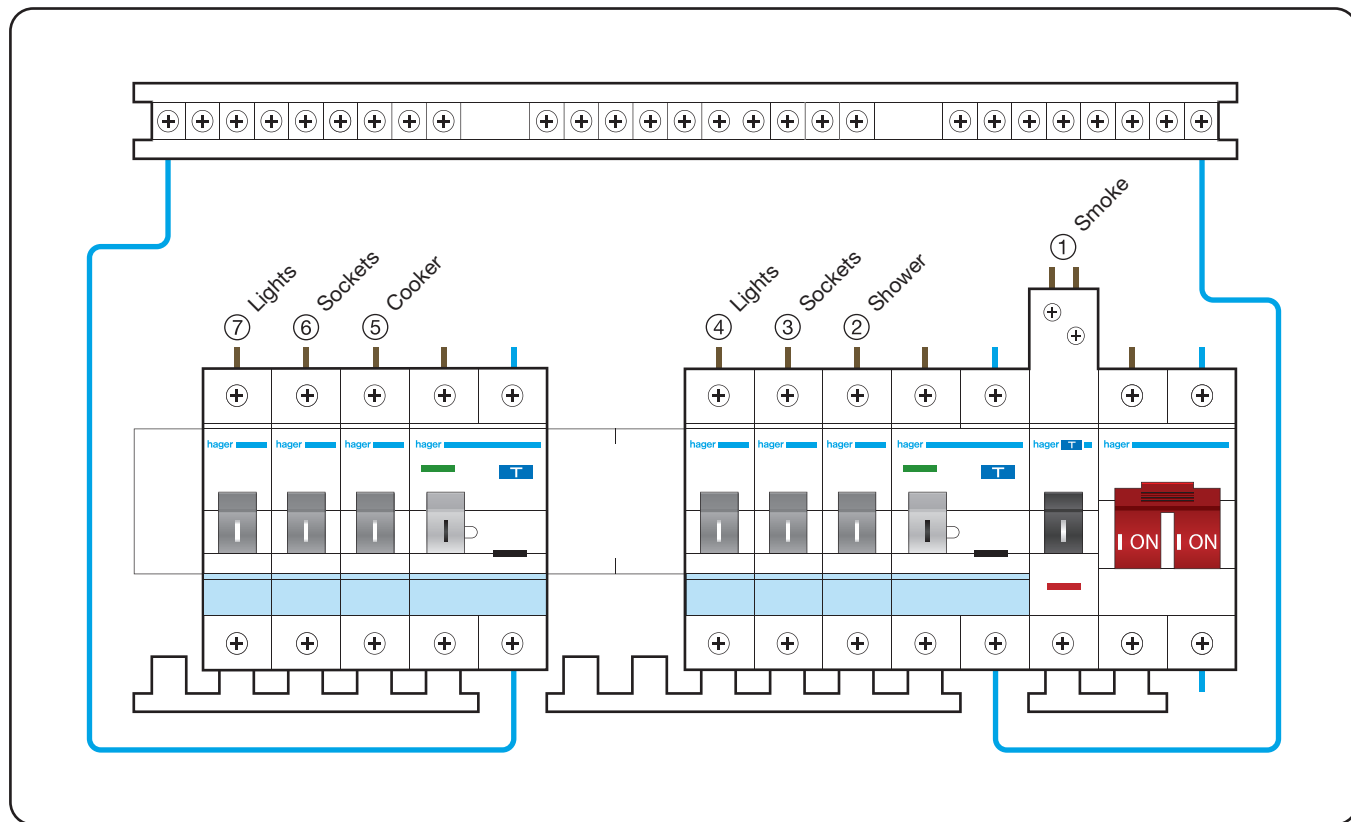 ① Smoke
⑦ Lights
⑥ Sockets
⑤ Cooker
④ Lights
③ Sockets
② Shower
hager
hager
hager
hager
hager
hager
hager
hager
hager T
hager
T
T
I ON I ON
I
I
I
I
I
I
I
I
I